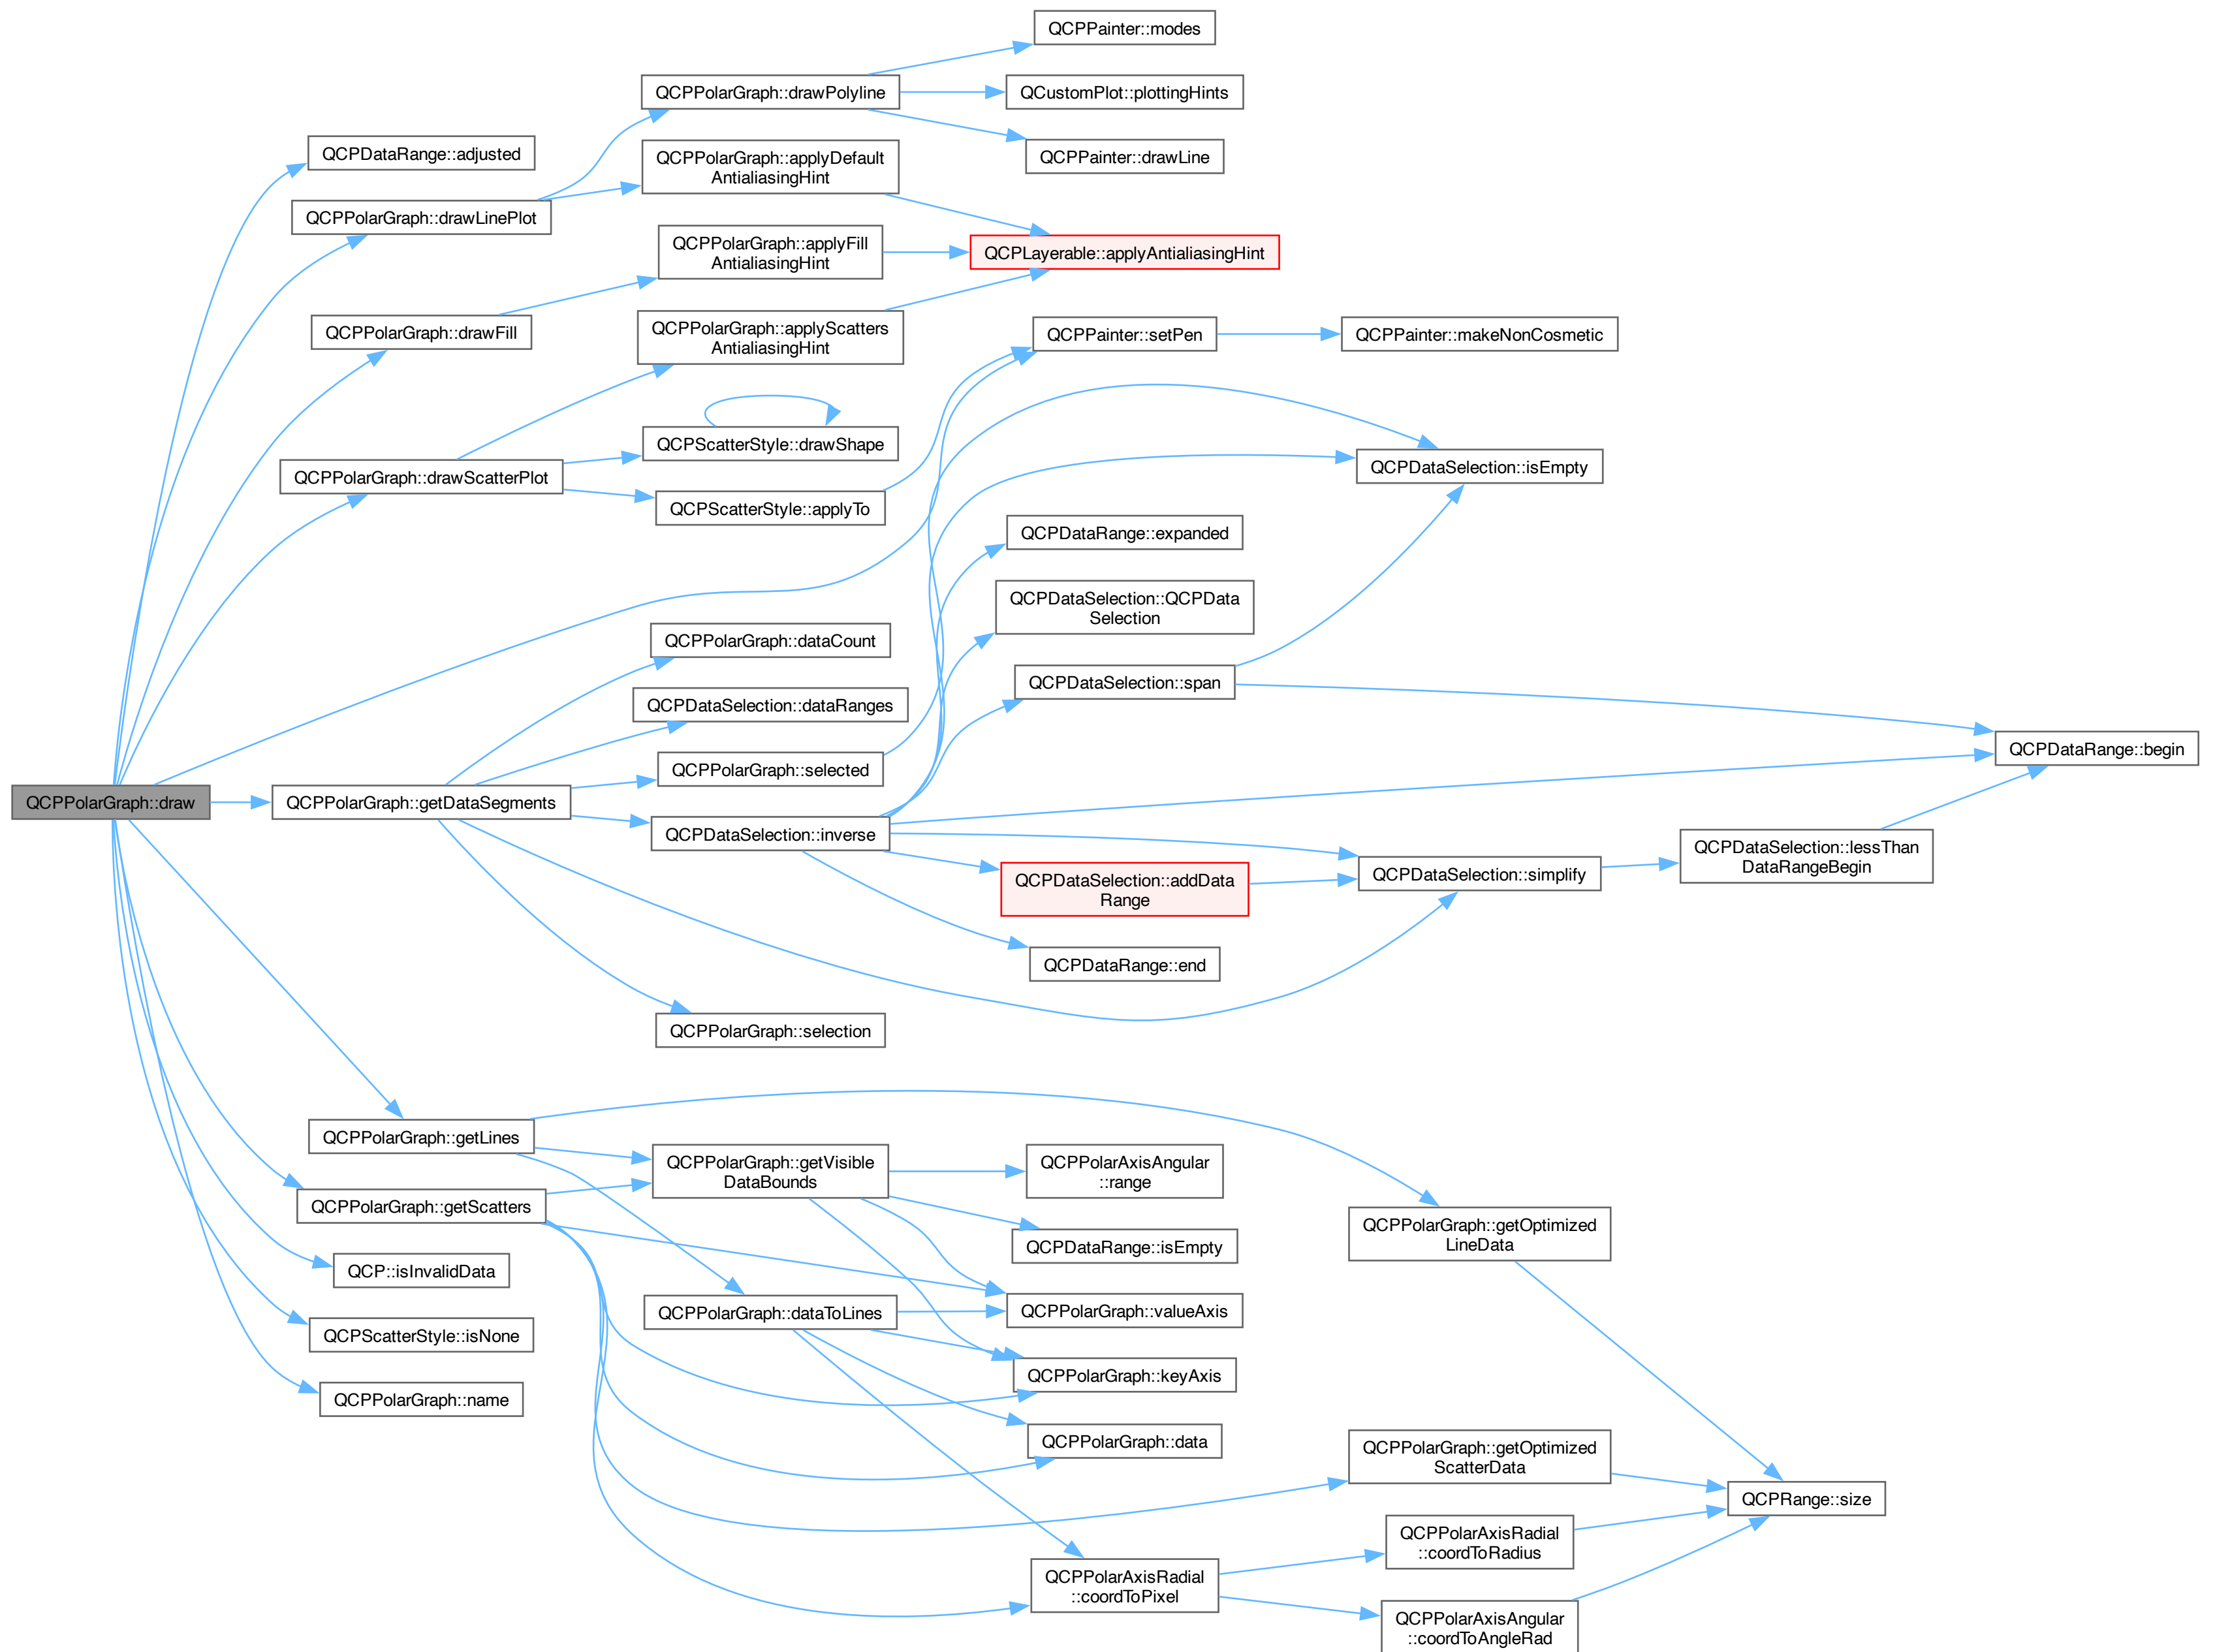 QCPPolarGraph::draw
QCPDataRange::adjusted
QCPPolarGraph::drawLinePlot
QCPPolarGraph::drawFill
QCPPolarGraph::drawScatterPlot
QCPPolarGraph::getDataSegments
QCPPolarGraph::getLines
QCPPolarGraph::getScatters
QCP::isInvalidData
QCPScatterStyle::isNone
QCPPolarGraph::name
QCPPolarGraph::drawPolyline
QCPPolarGraph::applyDefault
AntialiasingHint
QCPPolarGraph::applyFill
AntialiasingHint
QCPPolarGraph::applyScatters
AntialiasingHint
QCPScatterStyle::drawShape
QCPScatterStyle::applyTo
QCPPolarGraph::dataCount
QCPDataSelection::dataRanges
QCPPolarGraph::selected
QCPDataSelection::inverse
QCPPolarGraph::selection
QCPPolarGraph::getVisible
DataBounds
QCPPolarGraph::dataToLines
QCPPainter::modes
QCustomPlot::plottingHints
QCPPainter::drawLine
QCPLayerable::applyAntialiasingHint
QCPPainter::setPen
QCPDataRange::expanded
QCPDataSelection::QCPData
Selection
QCPDataSelection::span
QCPDataSelection::addData
Range
QCPDataRange::end
QCPPolarAxisAngular
::range
QCPDataRange::isEmpty
QCPPolarGraph::valueAxis
QCPPolarGraph::keyAxis
QCPPolarGraph::data
QCPPolarAxisRadial
::coordToPixel
QCPPainter::makeNonCosmetic
QCPDataSelection::isEmpty
QCPDataSelection::simplify
QCPPolarGraph::getOptimized
LineData
QCPPolarGraph::getOptimized
ScatterData
QCPPolarAxisRadial
::coordToRadius
QCPPolarAxisAngular
::coordToAngleRad
QCPDataSelection::lessThan
DataRangeBegin
QCPRange::size
QCPDataRange::begin